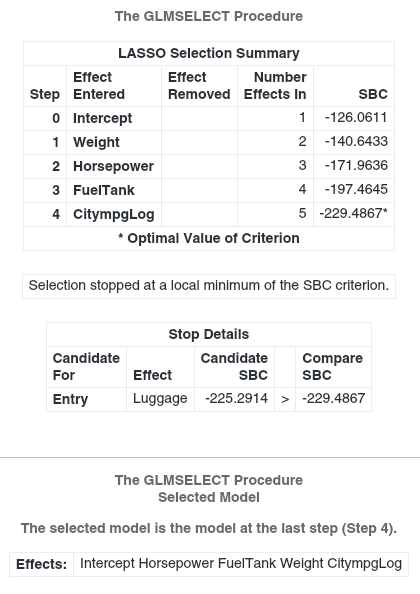 The GLMSELECT Procedure
LASSO Selection Summary
Step Effect Entered Effect Removed Number Effects In SBC
0 Intercept 1 -126.0611
1 Weight 2 -140.6433
2 Horsepower 3 -171.9636
3 FuelTank 4 -197.4645
4 CitympgLog 5 -229.4867*
* Optimal Value of Criterion
Selection stopped at a local minimum of the SBC criterion.
Stop Details
Candidate For Effect Candidate SBC Compare SBC
Entry Luggage -225.2914 > -229.4867
The GLMSELECT Procedure
Selected Model
The selected model is the model at the last step (Step 4).
Effects: Intercept Horsepower FuelTank Weight CitympgLog